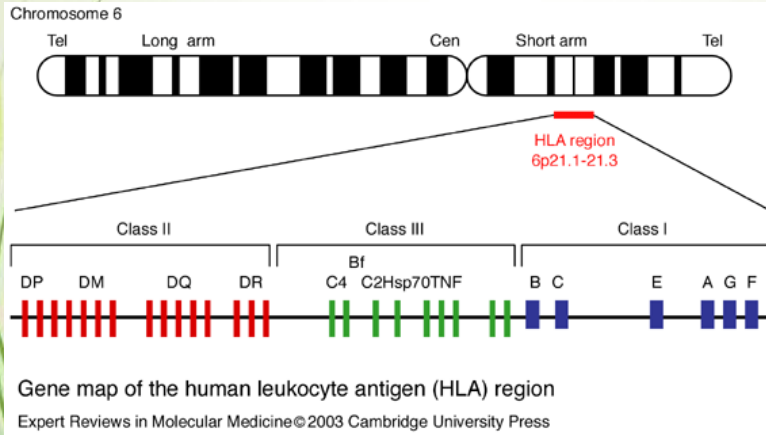 Chromosome 6
Tel Long arm Cen Short arm Tel
HLA region
6p21.1-21.3
Class II Class III Class I
Bf
DP DM DQ DR C4 C2Hsp70TNF B C E A G F
Gene map of the human leukocyte antigen (HLA) region
Expert Reviews in Molecular Medicine©2003 Cambridge University Press